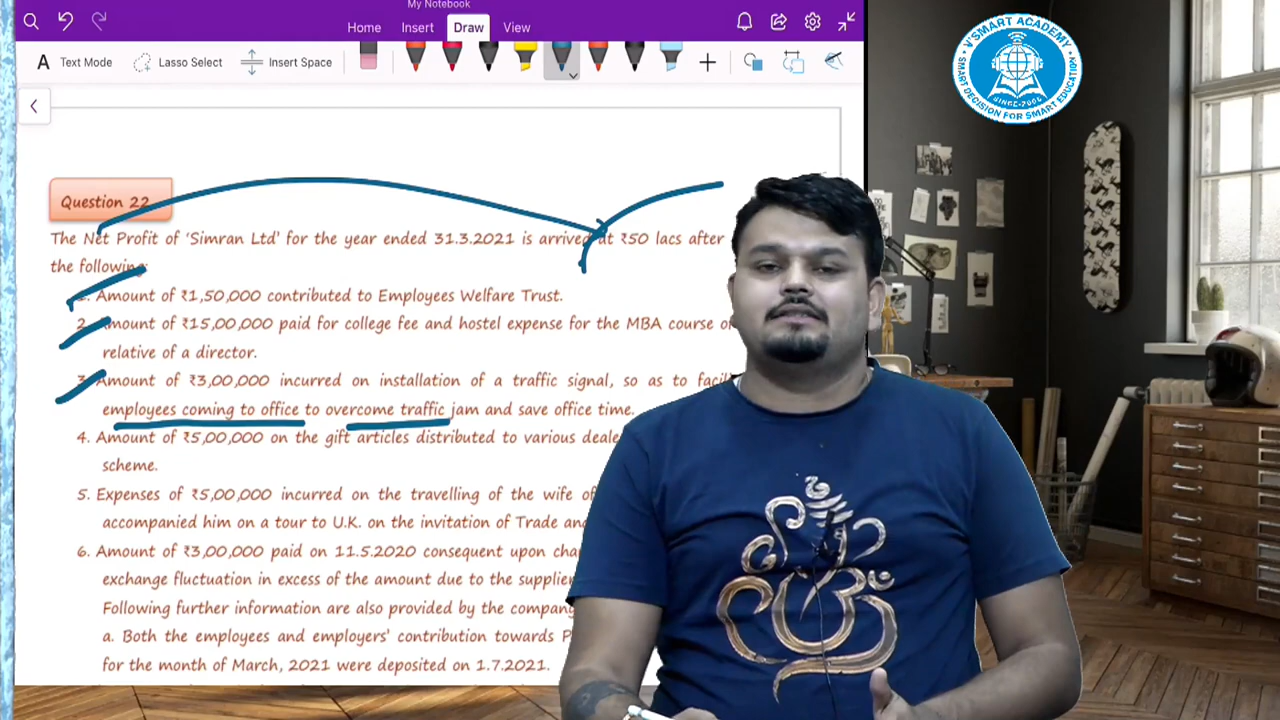 My Notebook
Home Insert Draw View
Text Mode Lasso Select Insert Space
V'SMART ACADEMY
SMART DECISION FOR SMART EDUCATION
SINCE-2006
Question 22
The Net Profit of 'Simran Ltd' for the year ended 31.3.2021 is arrived at ₹50 lacs after
the following:
1. Amount of ₹1,50,000 contributed to Employees Welfare Trust.
2. Amount of ₹15,00,000 paid for college fee and hostel expense for the MBA course
relative of a director.
3. Amount of ₹3,00,000 incurred on installation of a traffic signal, so as to
employees coming to office to overcome traffic jam and save office time.
4. Amount of ₹5,00,000 on the gift articles distributed to various
scheme.
5. Expenses of ₹5,00,000 incurred on the travelling of the wife
accompanied him on a tour to U.K. on the invitation of Trade
6. Amount of ₹3,00,000 paid on 11.5.2020 consequent upon
exchange fluctuation in excess of the amount due to the
Following further information are also provided by the
a. Both the employees and employers' contribution towards
for the month of March, 2021 were deposited on 1.7.2021.